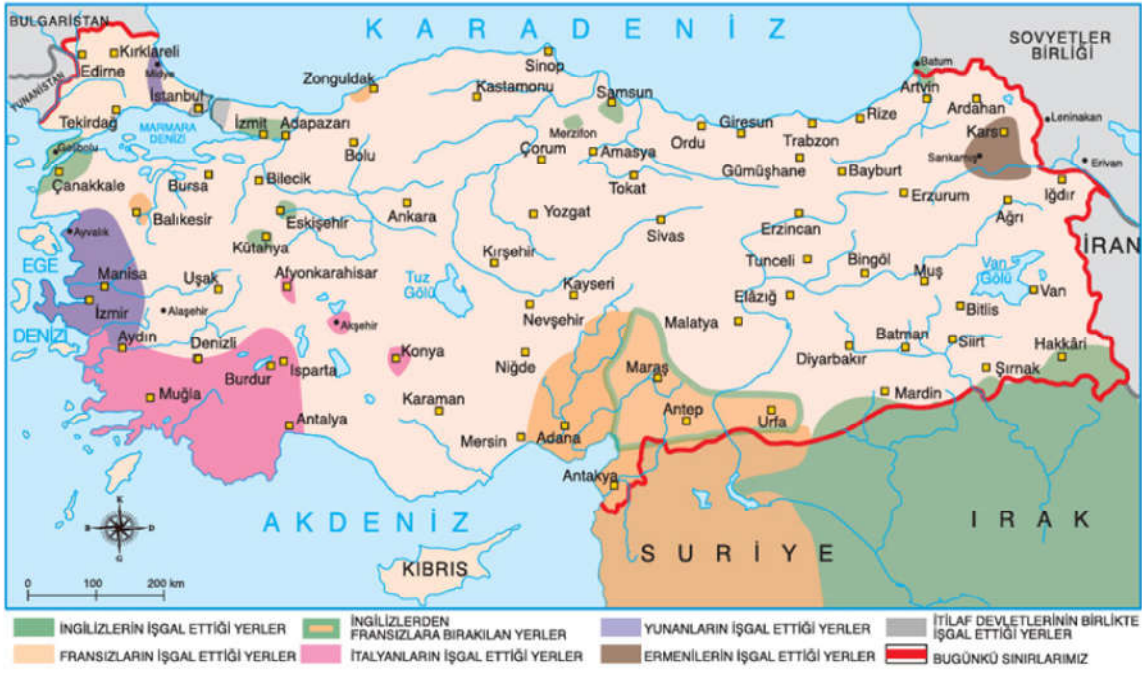 BULGARİSTAN
KARADENİZ
SOVYETLER
BİRLİĞİ
YUNANİSTAN
Kırklareli
Edirne
Midye
İstanbul
Tekirdağ
MARMARA
DENİZİ
Gelibolu
Çanakkale
İzmit
Adapazarı
Zonguldak
Bolu
Kastamonu
Sinop
Samsun
Merzifon
Çorum
Amasya
Tokat
Ordu
Giresun
Gümüşhane
Trabzon
Rize
Bayburt
Batum
Artvin
Ardahan
Kars
Sarıkamış
Leninakan
Erivan
Iğdır
Ağrı
Erzurum
Erzincan
İRAN
Bursa
Bilecik
Balıkesir
Eskişehir
Kütahya
Ankara
Yozgat
Sivas
Kırşehir
Ayvalık
EGE
DENİZİ
Manisa
İzmir
Uşak
Alaşehir
Afyonkarahisar
Akşehir
Tuz
Gölü
Kayseri
Nevşehir
Niğde
Tunceli
Bingöl
Muş
Van
Gölü
Van
Bitlis
Elâzığ
Malatya
Diyarbakır
Batman
Siirt
Hakkâri
Şırnak
Mardin
Aydın
Denizli
Muğla
Burdur
Isparta
Antalya
Konya
Karaman
Mersin
Adana
Maraş
Antep
Urfa
Antakya
AKDENİZ
KIBRIS
SURİYE
IRAK
K
B
D
G
0
100
200 km
İNGİLİZLERİN İŞGAL ETTİĞİ YERLER
İNGİLİZLERDEN
FRANSIZLARA BIRAKILAN YERLER
YUNANLARIN İŞGAL ETTİĞİ YERLER
İTİLAF DEVLETLERİNİN BİRLİKTE
İŞGAL ETTİĞİ YERLER
FRANSIZLARIN İŞGAL ETTİĞİ YERLER
İTALYANLARIN İŞGAL ETTİĞİ YERLER
ERMENİLERİN İŞGAL ETTİĞİ YERLER
BUGÜNKÜ SINIRLARIMIZ